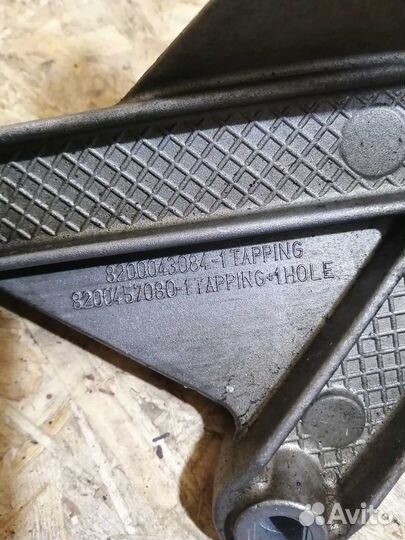 8200043084-1TAPPING
8200457080-1TAPPING-1HOLE
Avito